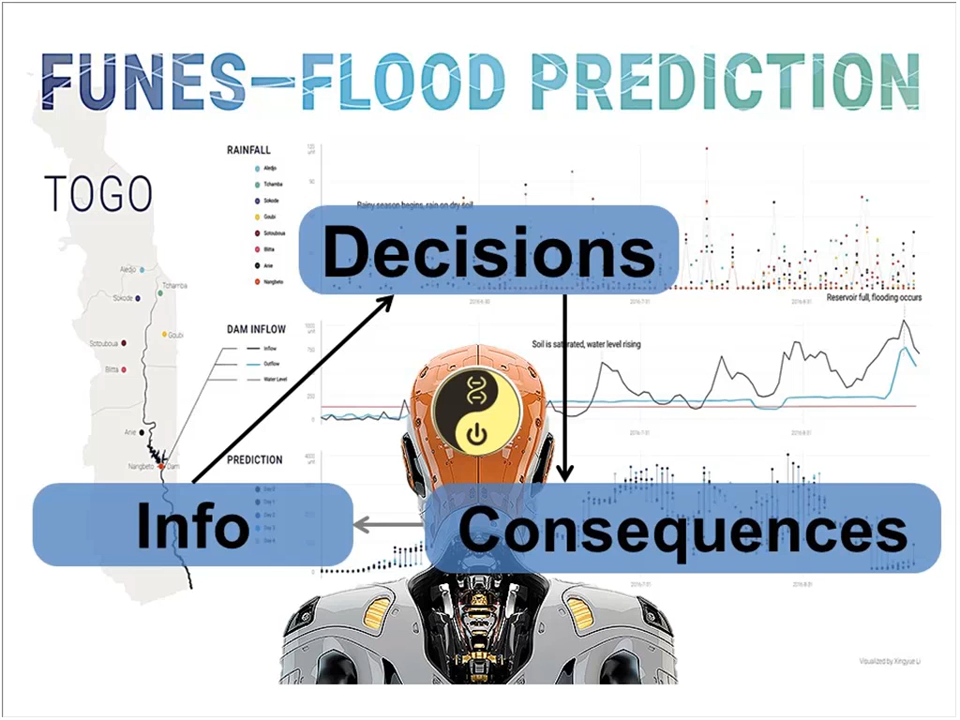 FUNES—FLOOD PREDICTION
TOGO
RAINFALL
Aledjo
Tchamba
Sokode
Goubi
Sotouboua
Blitta
Anie
Nangbeto
Rainy season begins, rain on dry soil
Decisions
Reservoir full, flooding occurs
Aledjo
Tchamba
Sokode
Goubi
Sotouboua
Blitta
Anie
Nangbeto Dam
DAM INFLOW
Inflow
Outflow
Water Level
Soil is saturated, water level rising
PREDICTION
Info
Consequences
Visualized by Xingyue Li